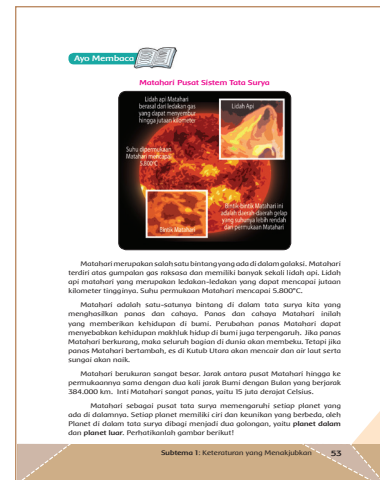 Ayo Membaca
Matahari Pusat Sistem Tata Surya
Lidah api Matahari
berasal dari ledakan gas
yang dapat menyembur
hingga jutaan kilometer
Lidah Api
Suhu dipermukaan
Matahari mencapai
5.800°C
Bintik Matahari
Bintik bintik Matahari ini
adalah daerah-daerah gelap
yang suhunya lebih rendah
dari permukaan Matahari
Matahari merupakan salah satu bintang yang ada di dalam galaksi. Matahari
terdiri atas gumpalan gas raksasa dan memiliki banyak sekali lidah api. Lidah
api matahari yang merupakan ledakan-ledakan yang dapat mencapai jutaan
kilometer tingginya. Suhu permukaan Matahari mencapai 5.800°C.
Matahari adalah satu-satunya bintang di dalam tata surya kita yang
menghasilkan panas dan cahaya. Panas dan cahaya Matahari inilah
yang memberikan kehidupan di bumi. Perubahan panas Matahari dapat
menyebabkan kehidupan makhluk hidup di bumi juga terpengaruh. Jika panas
Matahari berkurang, maka seluruh bagian di dunia akan membeku. Tetapi jika
panas Matahari bertambah, es di Kutub Utara akan mencair dan air laut serta
sungai akan naik.
Matahari berukuran sangat besar. Jarak antara pusat Matahari hingga ke
permukaannya sama dengan dua kali jarak Bumi dengan Bulan yang berjarak
384.000 km. Inti Matahari sangat panas, yaitu 15 juta derajat Celsius.
Matahari sebagai pusat tata surya memengaruhi setiap planet yang
ada di dalamnya. Setiap planet memiliki ciri dan keunikan yang berbeda, oleh
Planet di dalam tata surya dibagi menjadi dua golongan, yaitu planet dalam
dan planet luar. Perhatikanlah gambar berikut!
Subtema 1: Keteraturan yang Menakjubkan 53